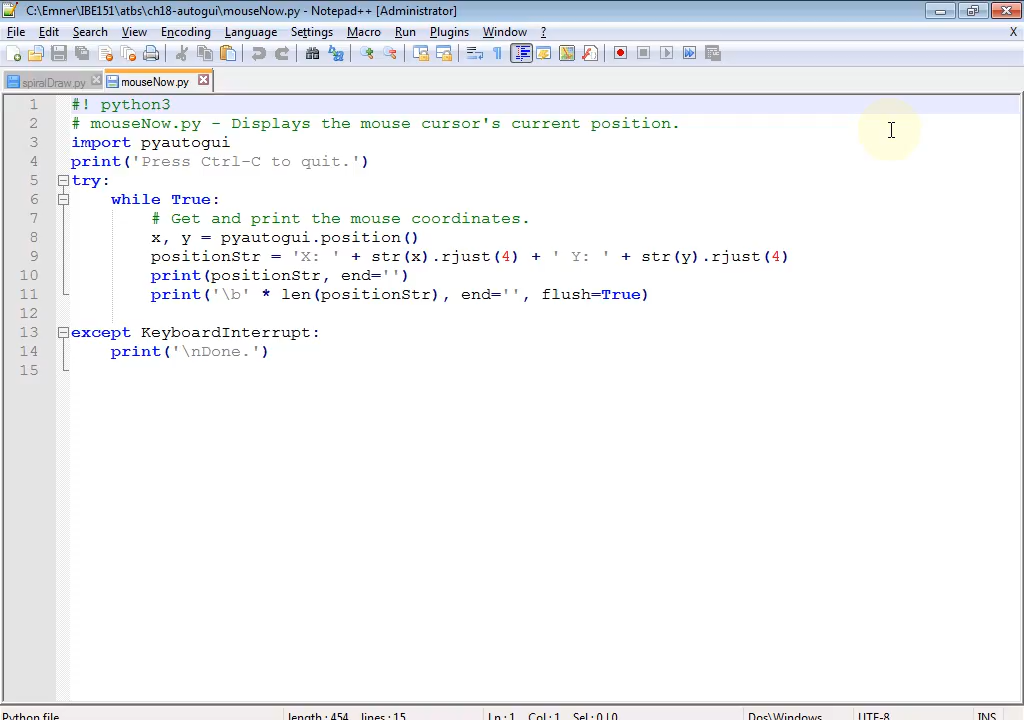 C:\Emner\IBE151\atbs\ch18-autogui\mouseNow.py - Notepad++ [Administrator]
File Edit Search View Encoding Language Settings Macro Run Plugins Window ? X
spiralDraw.py mouseNow.py
1 #! python3
2 # mouseNow.py - Displays the mouse cursor's current position.
3 import pyautogui
4 print('Press Ctrl-C to quit.')
5 try:
6     while True:
7         # Get and print the mouse coordinates.
8         x, y = pyautogui.position()
9         positionStr = 'X: ' + str(x).rjust(4) + ' Y: ' + str(y).rjust(4)
10         print(positionStr, end='')
11         print('\b' * len(positionStr), end='', flush=True)
12
13 except KeyboardInterrupt:
14     print('\nDone.')
15
Python file length : 454 lines : 15 Ln : 1 Col : 1 Sel : 0 | 0 Dos\Windows UTF-8 INS